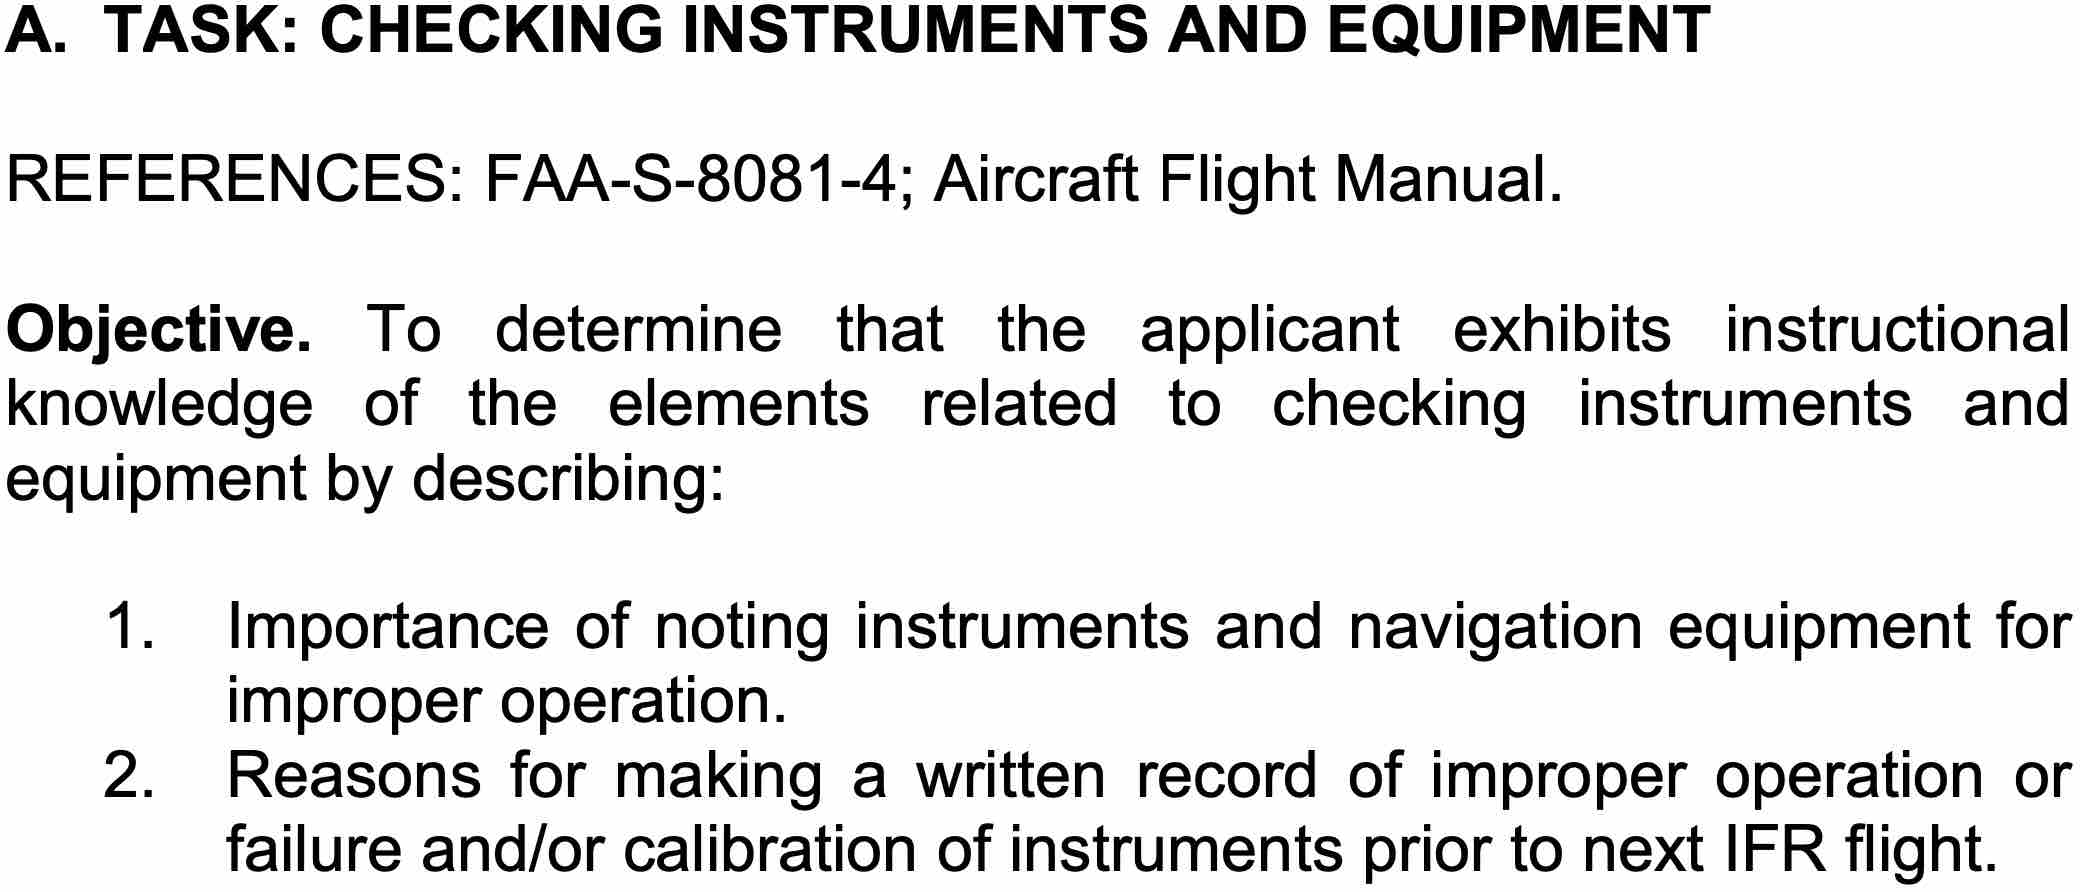 A. TASK: CHECKING INSTRUMENTS AND EQUIPMENT
REFERENCES: FAA-S-8081-4; Aircraft Flight Manual.
Objective. To determine that the applicant exhibits instructional
knowledge of the elements related to checking instruments and
equipment by describing:
1. Importance of noting instruments and navigation equipment for
improper operation.
2. Reasons for making a written record of improper operation or
failure and/or calibration of instruments prior to next IFR flight.